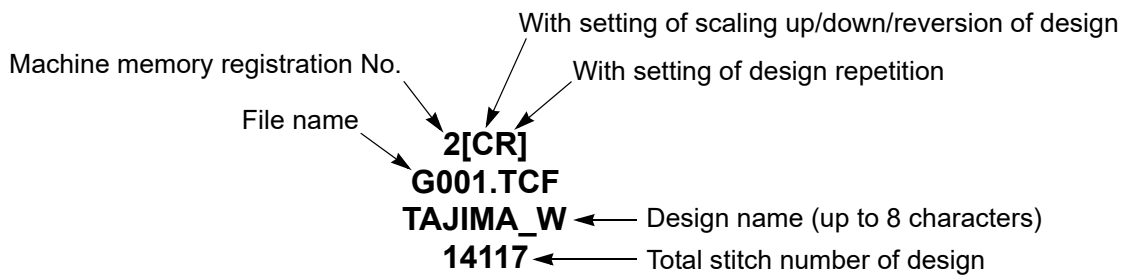 With setting of scaling up/down/reversion of design
Machine memory registration No.
With setting of design repetition
File name
2[CR]
G001.TCF
TAJIMA_W
Design name (up to 8 characters)
14117
Total stitch number of design